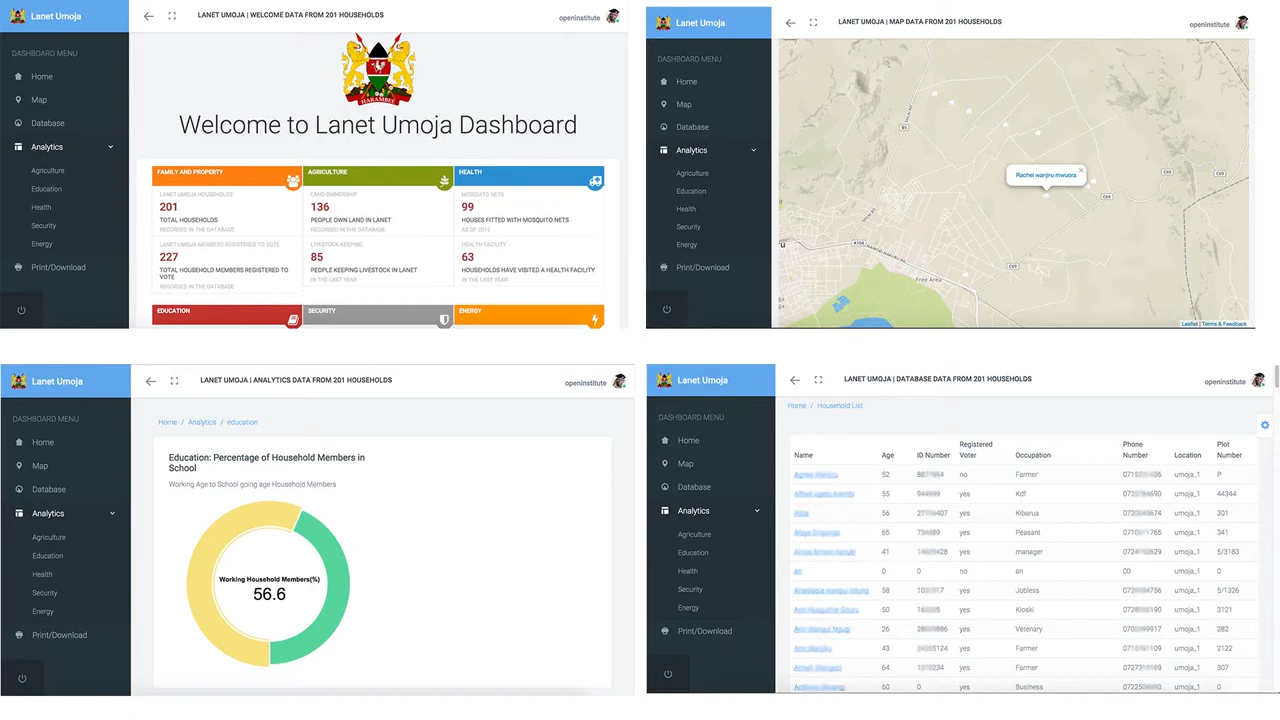 Lanet Umoja
LANET UMOJA | WELCOME DATA FROM 201 HOUSEHOLDS
openinstitute
DASHBOARD MENU
Home
Map
Database
Analytics
Agriculture
Education
Health
Security
Energy
Print/Download
HARAMBEE
Welcome to Lanet Umoja Dashboard
FAMILY AND PROPERTY
LANET UMOJA HOUSEHOLDS
201
TOTAL HOUSEHOLDS
RECORDED IN THE DATABASE
LANET UMOJA MEMBERS REGISTERED TO VOTE
227
TOTAL HOUSEHOLD MEMBERS REGISTERED TO
VOTE
RECORDED IN THE DATABASE
AGRICULTURE
LAND OWNERSHIP
136
PEOPLE OWN LAND IN LANET
RECORDED IN THE DATABASE
LIVESTOCK KEEPING
85
PEOPLE KEEPING LIVESTOCK IN LANET
IN THE LAST YEAR
HEALTH
MOSQUITO NETS
99
HOUSES FITTED WITH MOSQUITO NETS
AS OF 2015
HEALTH FACILITY
63
HOUSEHOLDS HAVE VISITED A HEALTH FACILITY
IN THE LAST YEAR
EDUCATION
SECURITY
ENERGY
Lanet Umoja
LANET UMOJA | MAP DATA FROM 201 HOUSEHOLDS
openinstitute
DASHBOARD MENU
Home
Map
Database
Analytics
Agriculture
Education
Health
Security
Energy
Print/Download
B5
Rachel wanjiru mwuora
C69
C69
C69
A104
C69
Free Area
Leaflet | Terms & Feedback
Lanet Umoja
LANET UMOJA | ANALYTICS DATA FROM 201 HOUSEHOLDS
openinstitute
DASHBOARD MENU
Home
Map
Database
Analytics
Agriculture
Education
Health
Security
Energy
Print/Download
Home / Analytics / education
Education: Percentage of Household Members in
School
Working Age to School going age Household Members
Working Household Members(%)
56.6
Lanet Umoja
LANET UMOJA | DATABASE DATA FROM 201 HOUSEHOLDS
openinstitute
DASHBOARD MENU
Home
Map
Database
Analytics
Agriculture
Education
Health
Security
Energy
Print/Download
Home / Household List
Name Age ID Number Registered Voter Occupation Phone Number Location Plot Number
52 no Farmer umoja_1 P
55 yes Kdf umoja_1 44344
56 yes Kibarua umoja_1 301
65 yes Peasant umoja_1 341
41 yes manager umoja_1 5/3183
an 0 0 no an 00 umoja_1 0
58 yes Jobless umoja_1 5/1326
50 yes Kioski umoja_1 3121
26 yes Vetenary umoja_1 282
43 yes Farmer umoja_1 2122
64 yes Farmer umoja_1 307
60 0 yes Business umoja_1 0